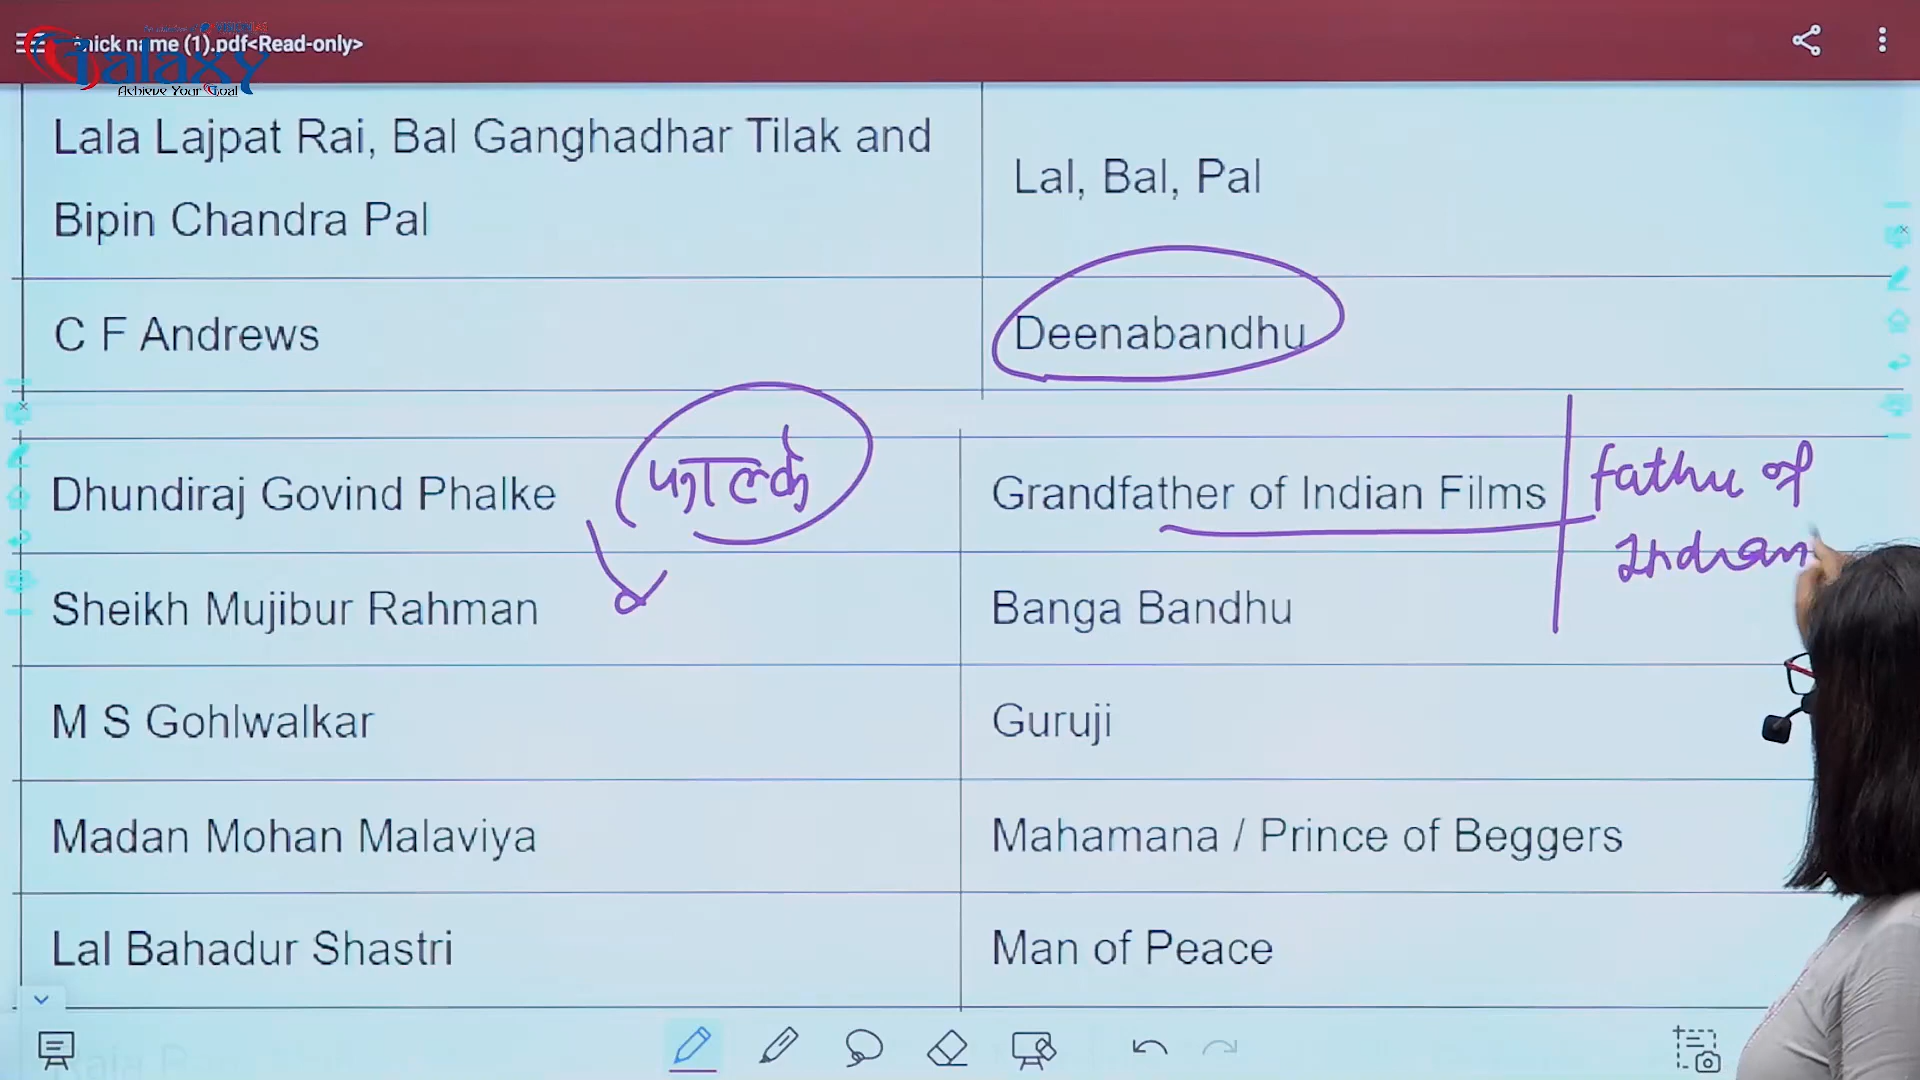 nick name (1).pdf<Read-only>
Galaxy
Achieve Your Goal
Lala Lajpat Rai, Bal Ganghadhar Tilak and
Bipin Chandra Pal
Lal, Bal, Pal
C F Andrews
Deenabandhu
Dhundiraj Govind Phalke
फाल्के
Grandfather of Indian Films
father of
Indian
Sheikh Mujibur Rahman
Banga Bandhu
M S Gohlwalkar
Guruji
Madan Mohan Malaviya
Mahamana / Prince of Beggers
Lal Bahadur Shastri
Man of Peace